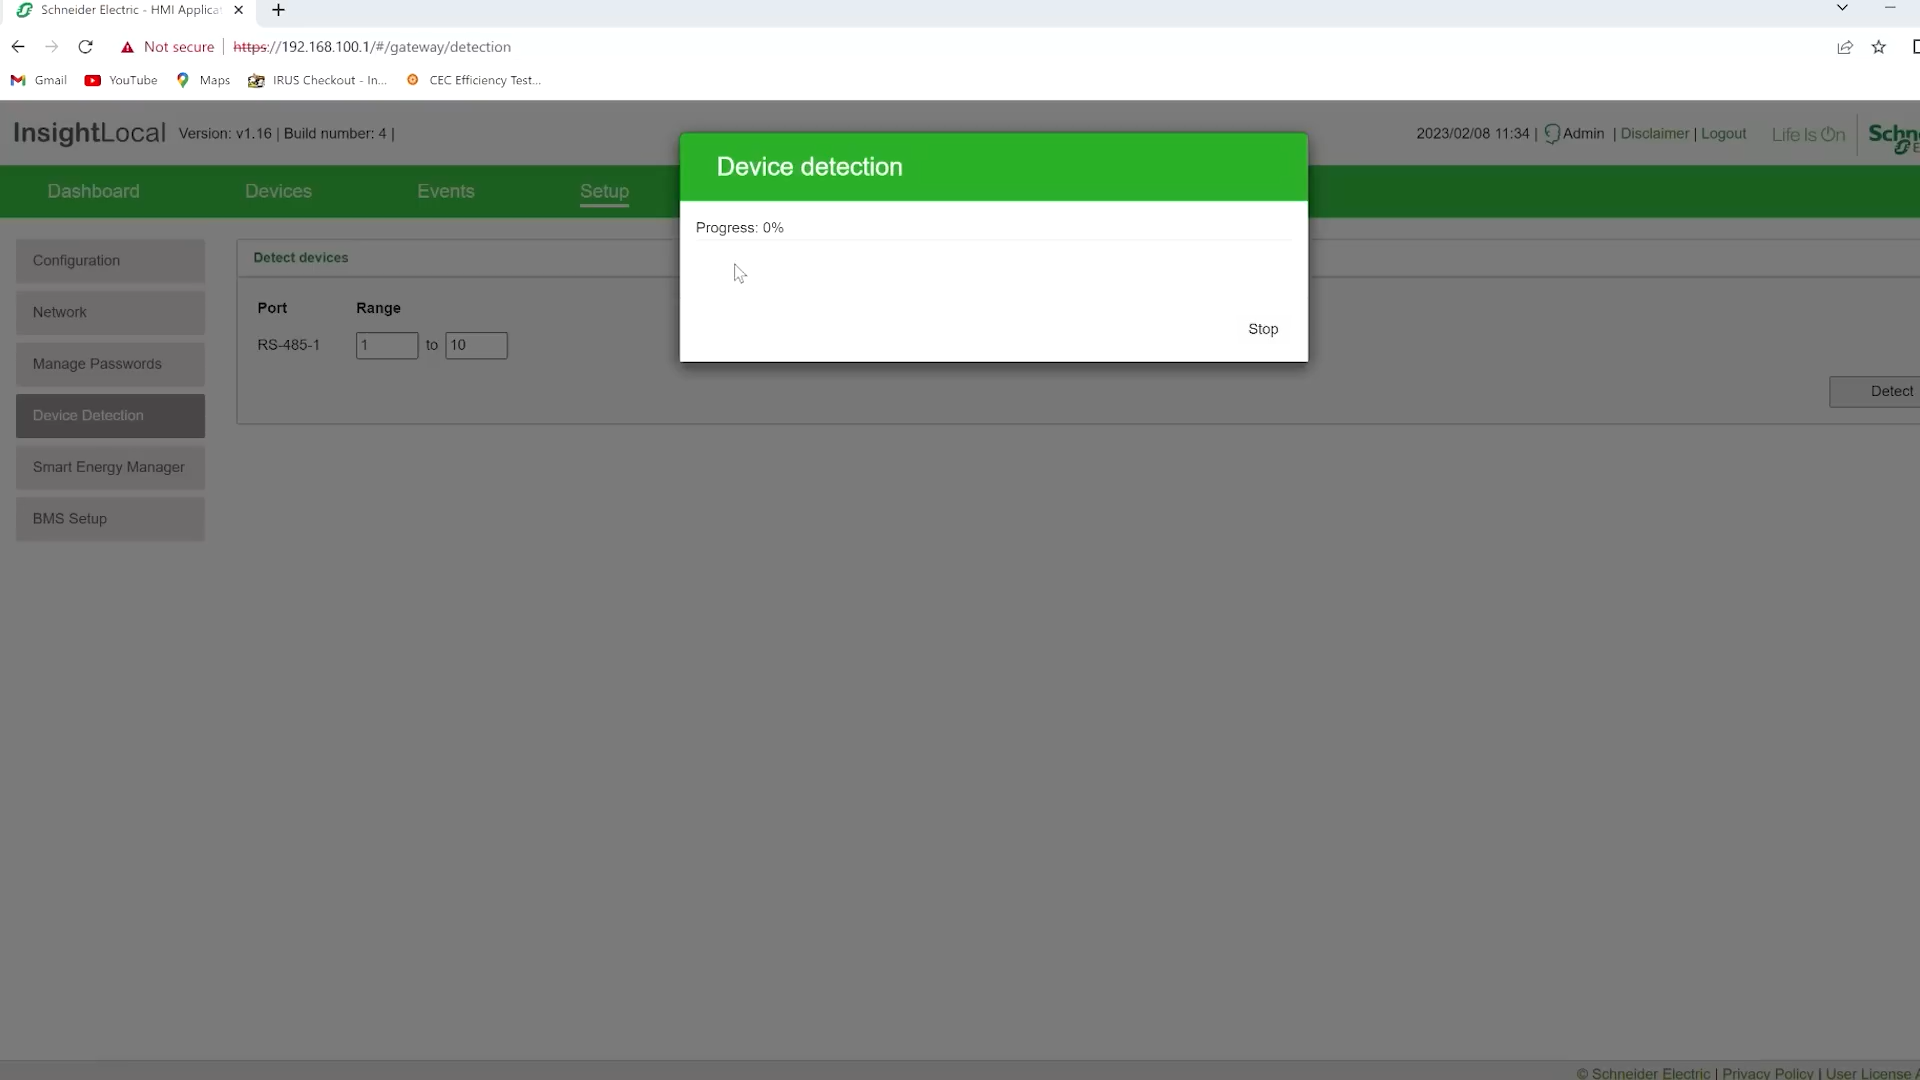 Schneider Electric - HMI Applica
Not secure https://192.168.100.1/#/gateway/detection
Gmail YouTube Maps IRUS Checkout - In... CEC Efficiency Test...
InsightLocal Version: v1.16 | Build number: 4 |
2023/02/08 11:34 | Admin | Disclaimer | Logout Life Is On Schn
Device detection
Dashboard Devices Events Setup
Progress: 0%
Stop
Configuration
Network
Manage Passwords
Device Detection
Smart Energy Manager
BMS Setup
Detect devices
Port Range
RS-485-1 1 to 10
Detect
© Schneider Electric | Privacy Policy | User License A